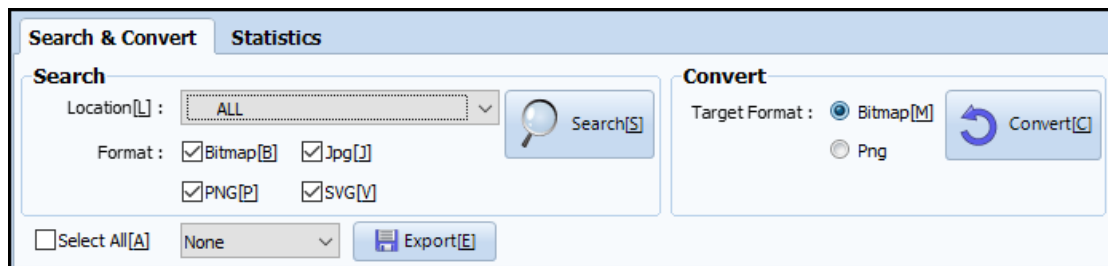 Search & Convert Statistics
Search
Location[L] : ALL Search[S]
Format : Bitmap[B] Jpg[J]
PNG[P] SVG[V]
Convert
Target Format : Bitmap[M] Convert[C]
Png
Select All[A] None Export[E]